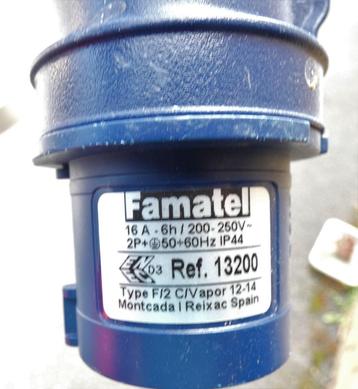 Famatel
16 A - 6h / 200-250V~
2P+⏚50÷60Hz IP44
D3 Ref. 13200
Type F/2 C/Vapor 12-14
Montcada I Reixac Spain